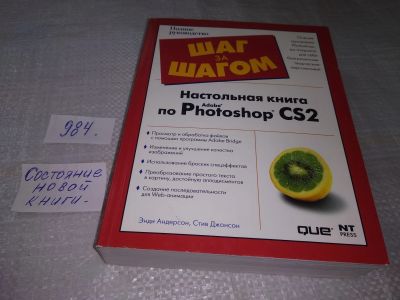 Полное
руководство
ШАГ
ЗА
ШАГОМ
Настольная книга
по Adobe Photoshop CS2
Просмотр и обработка файлов
с помощью программы Adobe Bridge
Изменение и улучшение качества
изображений
Использование броских спецэффектов
Преобразование простого текста
в картину, достойную аплодисментов
Создание последовательности
для Web-анимации
Энди Андерсон, Стив Джонсон
que
NT
PRESS
984.
Состояние
новой
книги.